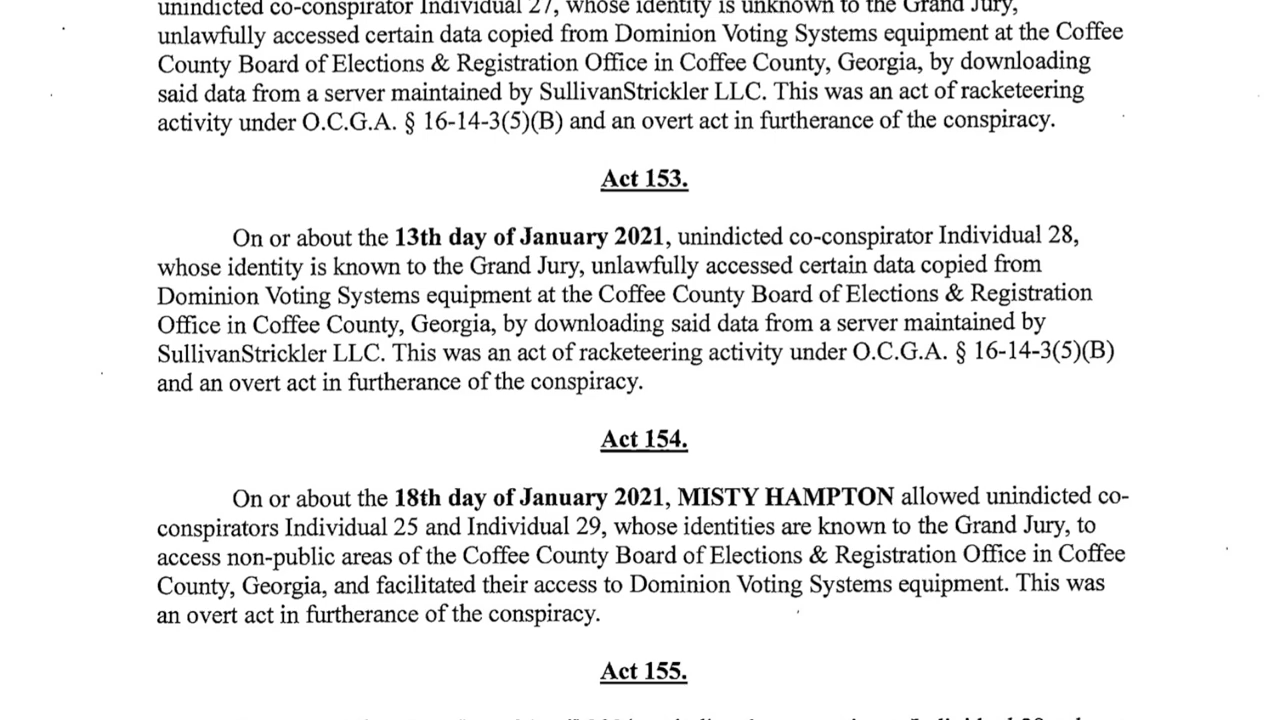 unindicted co-conspirator Individual 27, whose identity is unknown to the Grand Jury,
unlawfully accessed certain data copied from Dominion Voting Systems equipment at the Coffee
County Board of Elections & Registration Office in Coffee County, Georgia, by downloading
said data from a server maintained by SullivanStrickler LLC. This was an act of racketeering
activity under O.C.G.A. § 16-14-3(5)(B) and an overt act in furtherance of the conspiracy.
Act 153.
On or about the 13th day of January 2021, unindicted co-conspirator Individual 28,
whose identity is known to the Grand Jury, unlawfully accessed certain data copied from
Dominion Voting Systems equipment at the Coffee County Board of Elections & Registration
Office in Coffee County, Georgia, by downloading said data from a server maintained by
SullivanStrickler LLC. This was an act of racketeering activity under O.C.G.A. § 16-14-3(5)(B)
and an overt act in furtherance of the conspiracy.
Act 154.
On or about the 18th day of January 2021, MISTY HAMPTON allowed unindicted co-
conspirators Individual 25 and Individual 29, whose identities are known to the Grand Jury, to
access non-public areas of the Coffee County Board of Elections & Registration Office in Coffee
County, Georgia, and facilitated their access to Dominion Voting Systems equipment. This was
an overt act in furtherance of the conspiracy.
Act 155.